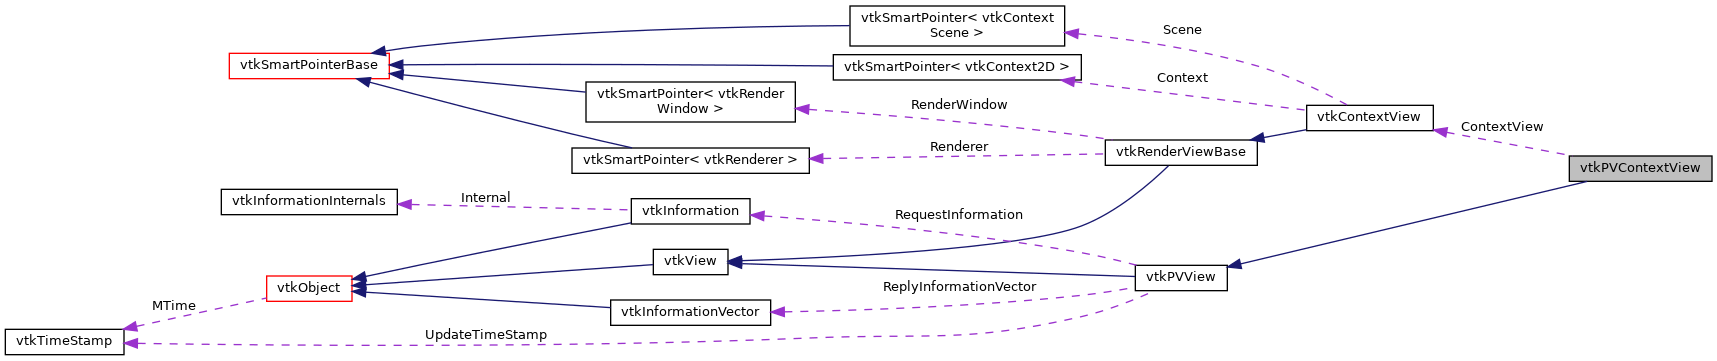 vtkSmartPointer< vtkContext
Scene >
Scene
vtkSmartPointerBase
vtkSmartPointer< vtkContext2D >
Context
vtkSmartPointer< vtkRender
Window >
RenderWindow
vtkContextView
ContextView
Renderer
vtkRenderViewBase
vtkSmartPointer< vtkRenderer >
vtkPVContextView
vtkInformationInternals
Internal
vtkInformation
RequestInformation
vtkView
vtkPVView
vtkObject
ReplyInformationVector
MTime
vtkInformationVector
UpdateTimeStamp
vtkTimeStamp